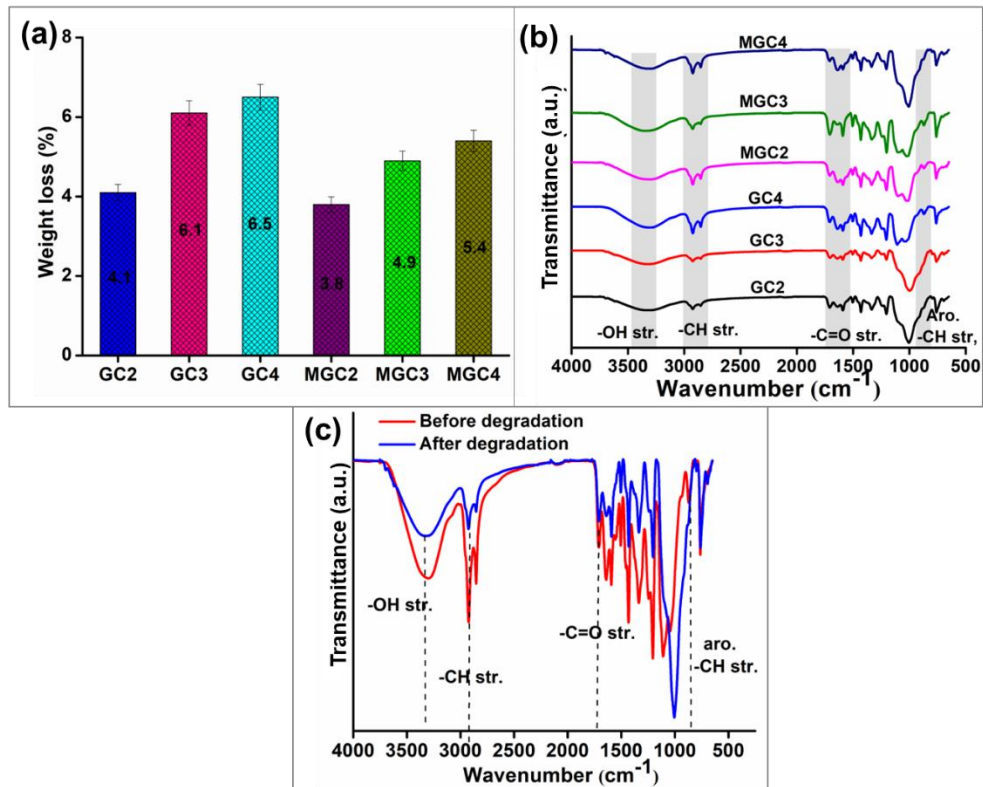 (a)
8
6
4
2
0
Weight loss (%)
4.1
6.1
6.5
3.8
4.9
5.4
GC2 GC3 GC4 MGC2 MGC3 MGC4
(b)
Transmittance (a.u.)
MGC4
MGC3
MGC2
GC4
GC3
GC2
-OH str.
-CH str.
-C=O str.
Aro.
-CH str,
4000 3500 3000 2500 2000 1500 1000 500
Wavenumber (cm-1)
(c)
Before degradation
After degradation
Transmittance (a.u.)
-OH str.
-CH str.
-C=O str.
aro.
-CH str.
4000 3500 3000 2500 2000 1500 1000 500
Wavenumber (cm-1)